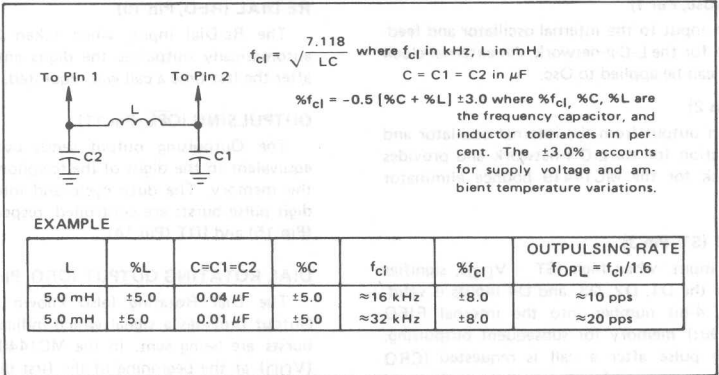 f_cl = √(7.118 / LC) where f_cl in kHz, L in mH,
C = C1 = C2 in μF
%f_cl = -0.5 [%C + %L] ±3.0 where %f_cl, %C, %L are
the frequency capacitor, and
inductor tolerances in per-
cent. The ±3.0% accounts
for supply voltage and am-
bient temperature variations.
To Pin 1
To Pin 2
L
C2
C1
EXAMPLE
L %L C=C1=C2 %C f_cl %f_cl OUTPULSING RATE f_OPL = f_cl/1.6
5.0 mH ±5.0 0.04 μF ±5.0 ≈16 kHz ±8.0 ≈10 pps
5.0 mH ±5.0 0.01 μF ±5.0 ≈32 kHz ±8.0 ≈20 pps